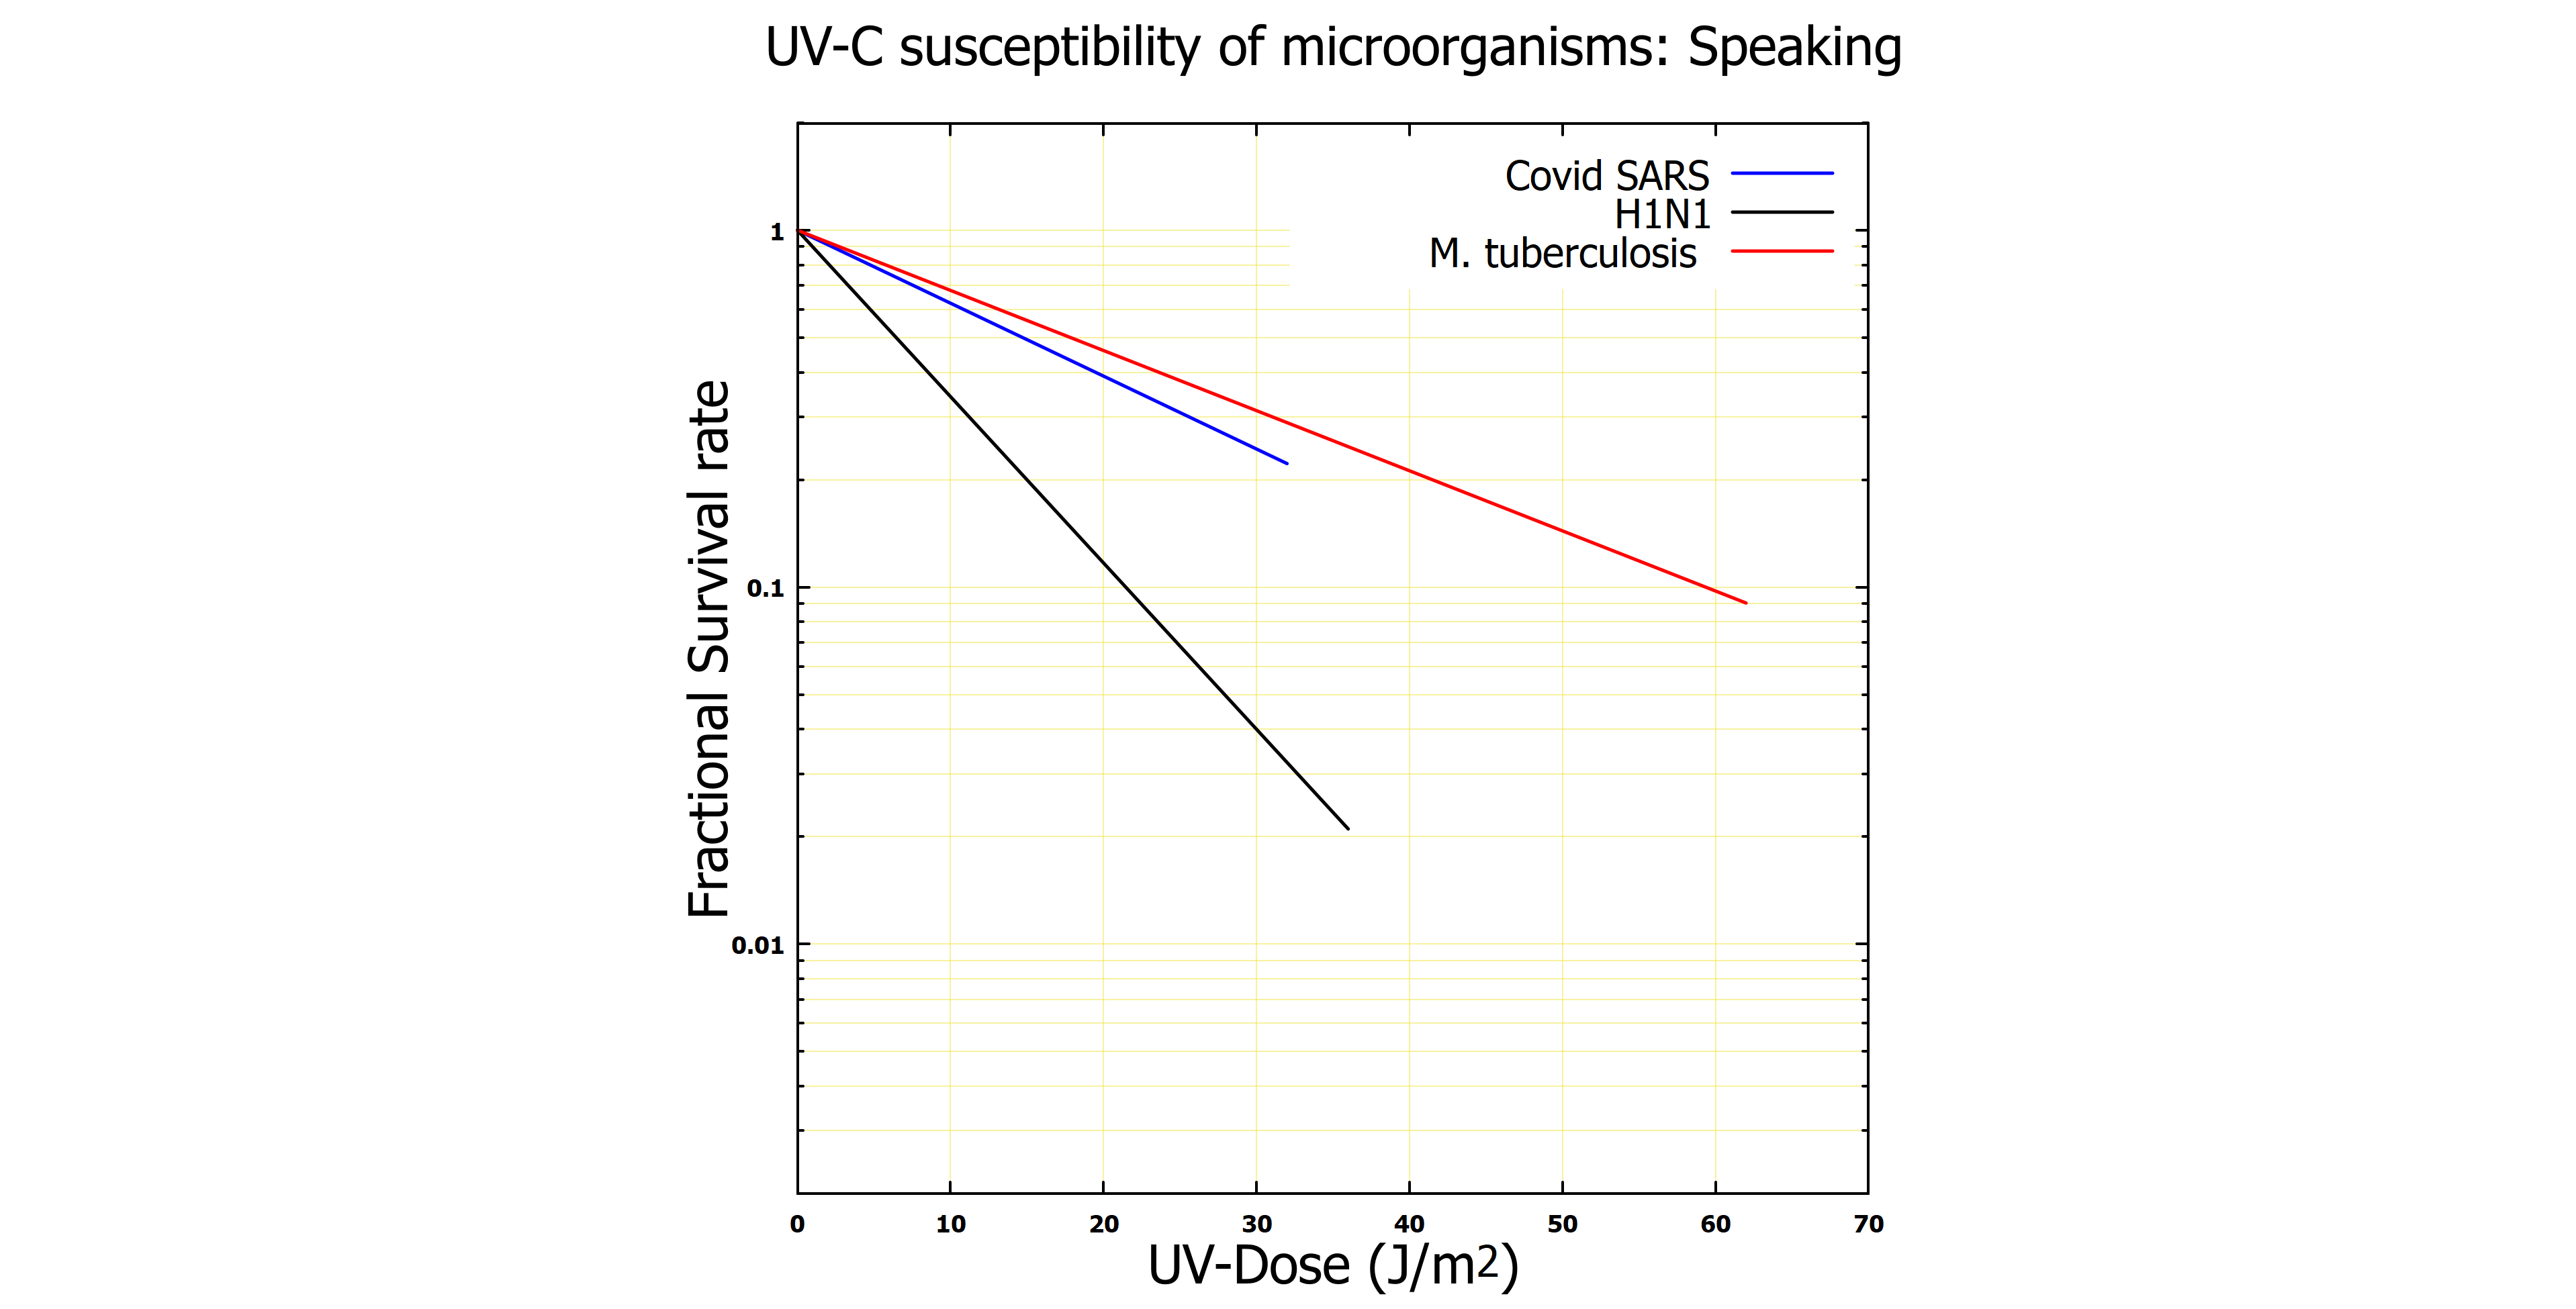 UV-C susceptibility of microorganisms: Speaking
Covid SARS
H1N1
M. tuberculosis
Fractional Survival rate
1
0.1
0.01
0 10 20 30 40 50 60 70
UV-Dose (J/m2)